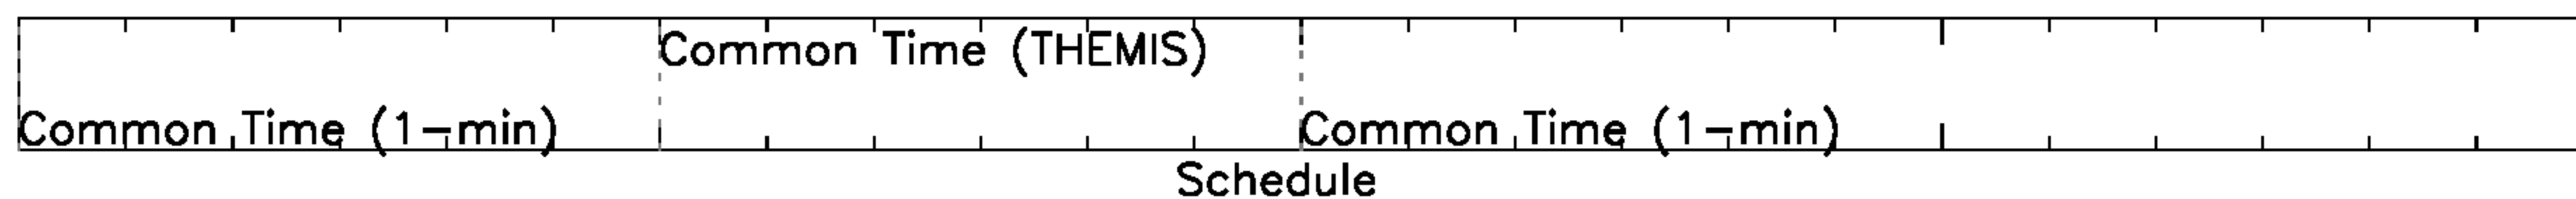 Common Time (THEMIS)
Common Time (1-min)
Common Time (1-min)
Schedule